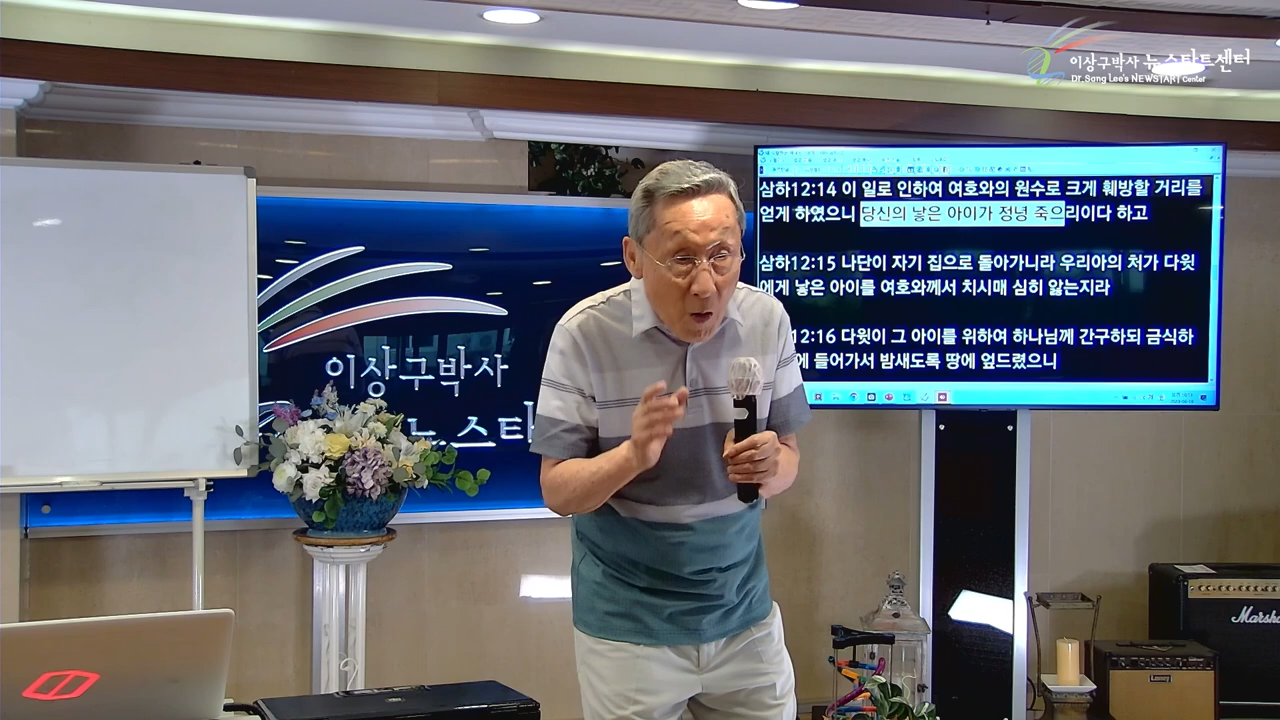 이상구박사 뉴스타트센터
Dr. Sang Lee's NEWSTART Center
삼하12:14 이 일로 인하여 여호와의 원수로 크게 훼방할 거리를
얻게 하였으니 당신의 낳은 아이가 정녕 죽으리이다 하고
삼하12:15 나단이 자기 집으로 돌아가니라 우리아의 처가 다윗
에게 낳은 아이를 여호와께서 치시매 심히 앓는지라
12:16 다윗이 그 아이를 위하여 하나님께 간구하되 금식하
에 들어가서 밤새도록 땅에 엎드렸으니
이상구박사
뉴스타
Marsha
Laney